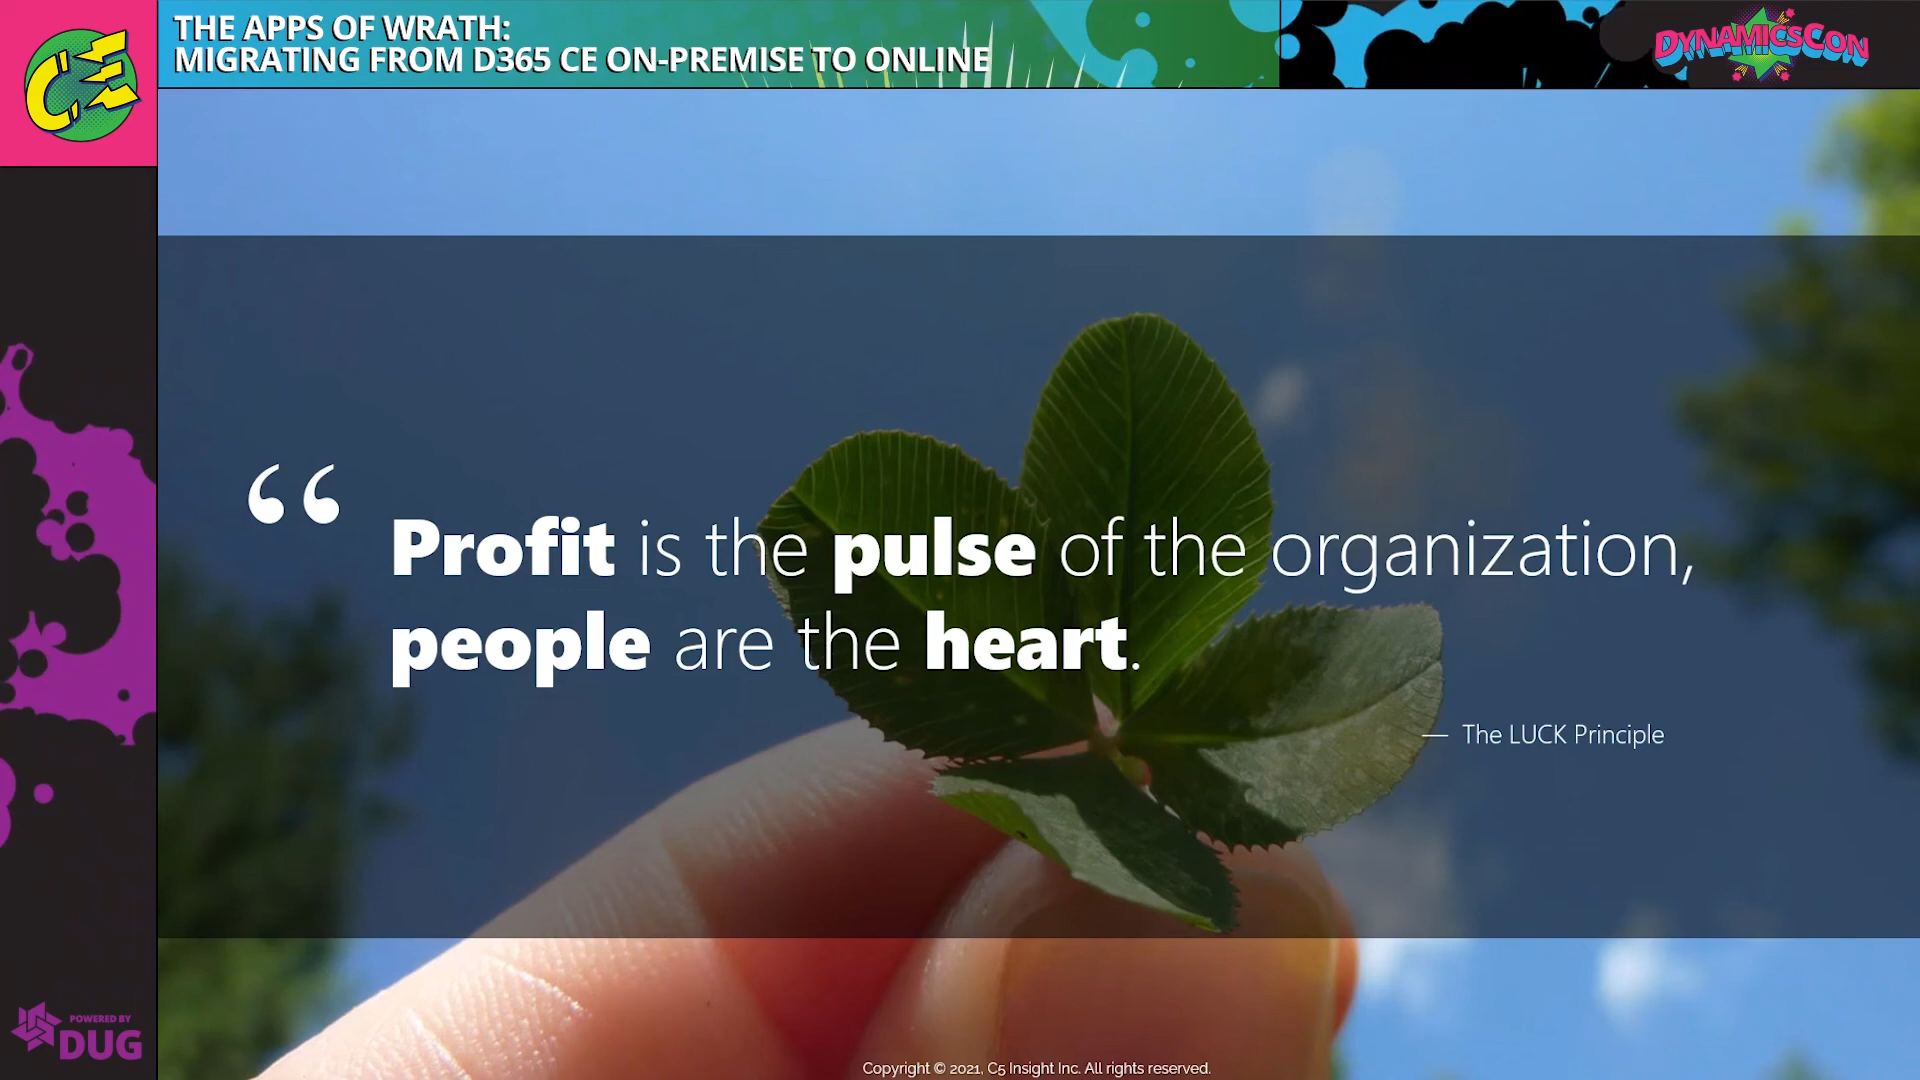 CE
THE APPS OF WRATH:
MIGRATING FROM D365 CE ON-PREMISE TO ONLINE
DYNAMICSCON
“
Profit is the pulse of the organization,
people are the heart.
— The LUCK Principle
POWERED BY
DUG
Copyright © 2021, C5 Insight Inc. All rights reserved.